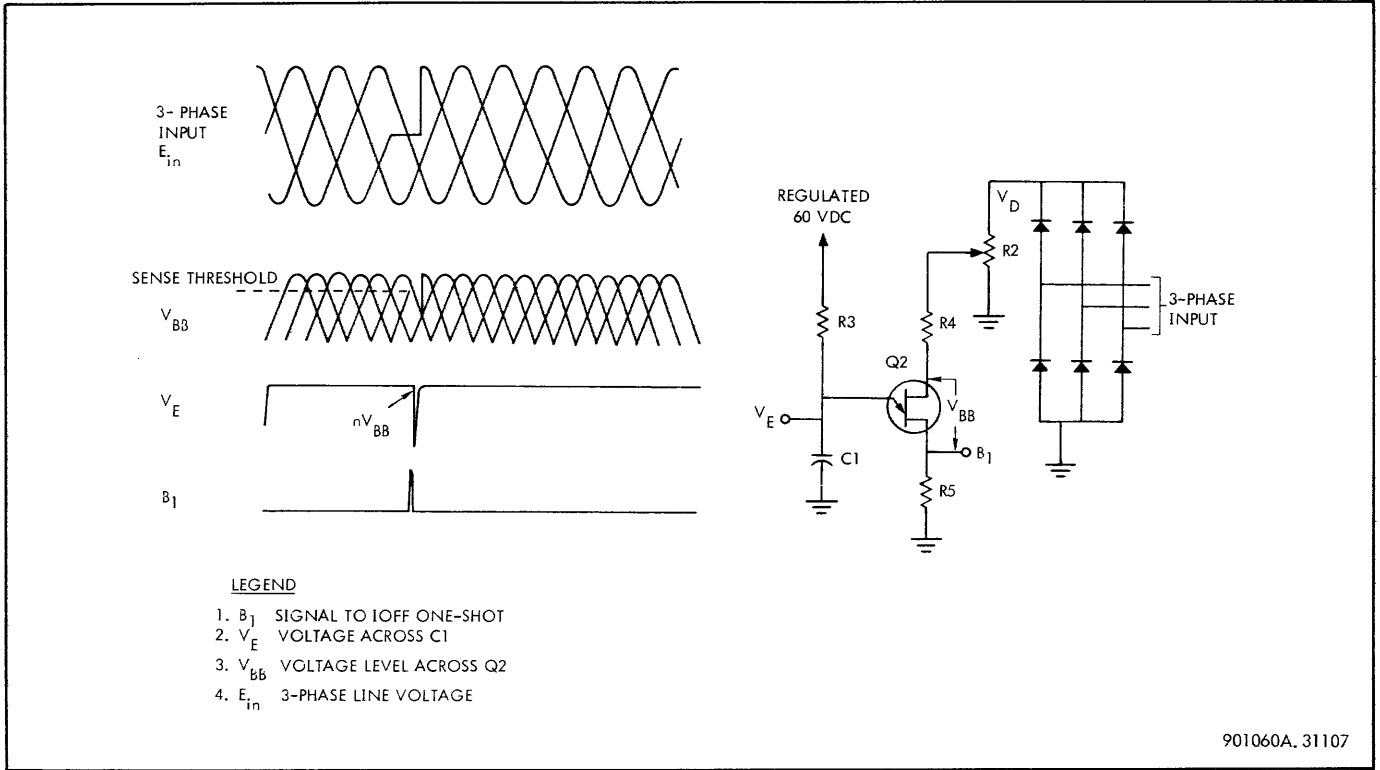 3- PHASE
INPUT
E_in
SENSE THRESHOLD
V_BB
V_E
nV_BB
B_1
REGULATED
60 VDC
R3
V_E
C1
Q2
R4
V_BB
B_1
R5
V_D
R2
3-PHASE
INPUT
LEGEND
1. B_1 SIGNAL TO IOFF ONE-SHOT
2. V_E VOLTAGE ACROSS C1
3. V_BB VOLTAGE LEVEL ACROSS Q2
4. E_in 3-PHASE LINE VOLTAGE
901060A. 31107